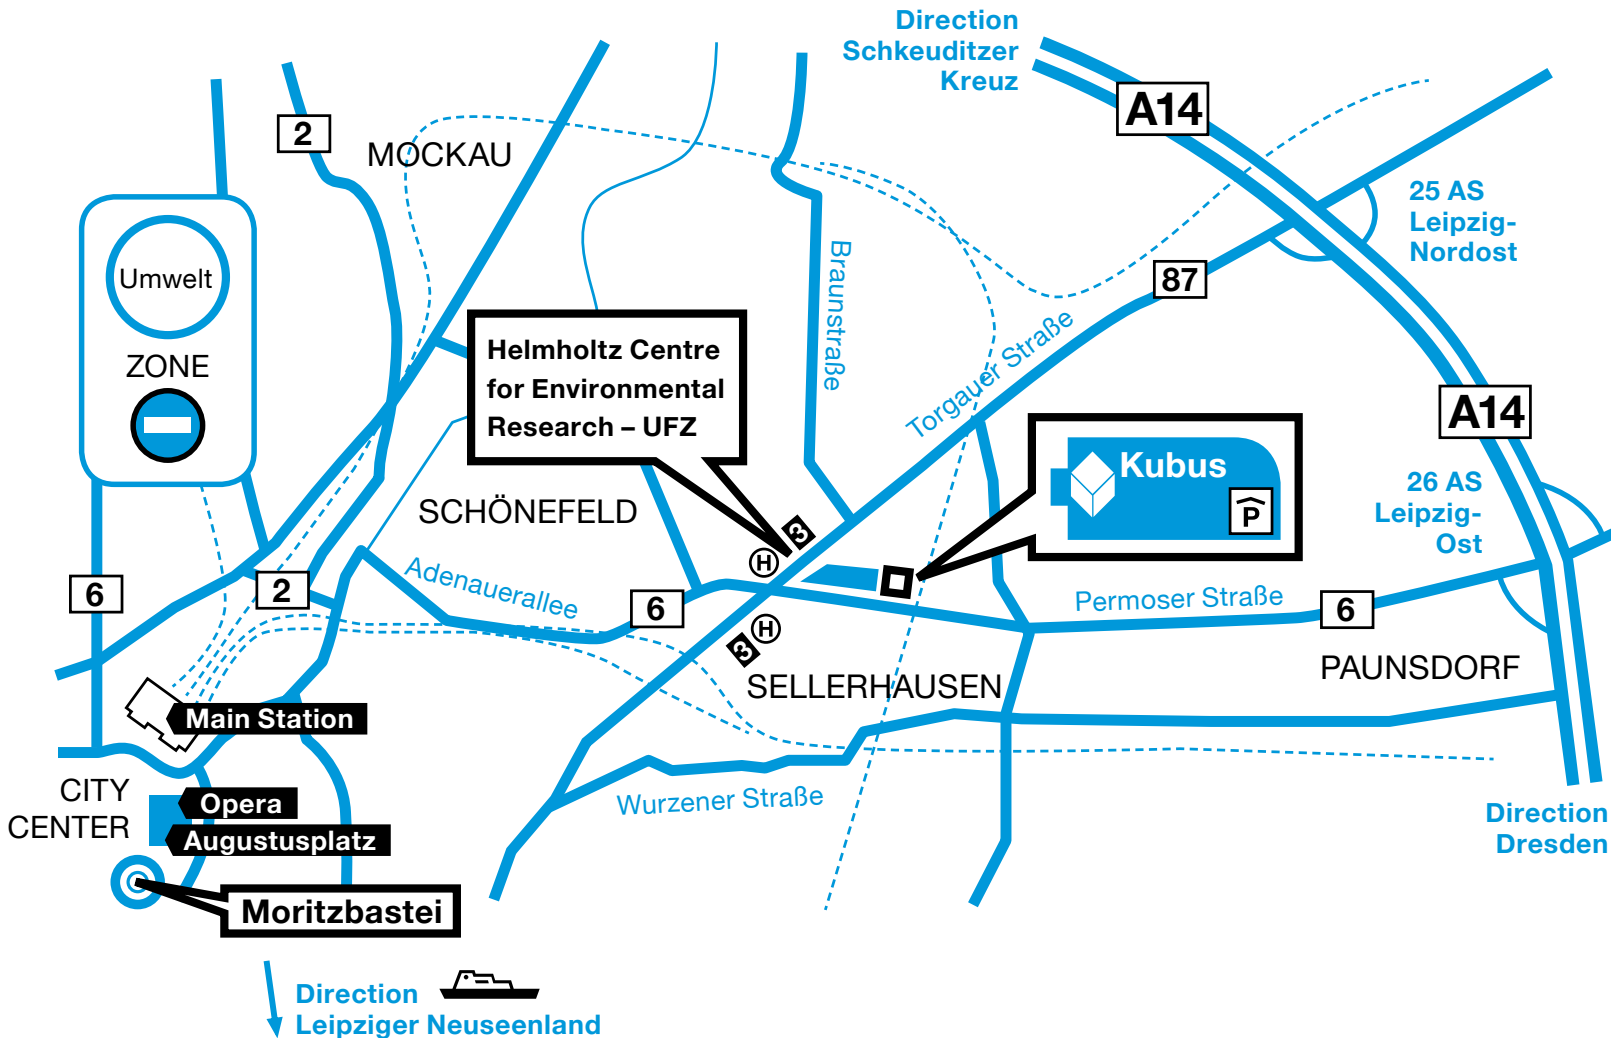 Direction
Schkeuditzer
Kreuz
A14
2
MOCKAU
25 AS
Leipzig-
Nordost
Umwelt
ZONE
87
Braunstraße
Torgauer Straße
Helmholtz Centre
for Environmental
Research – UFZ
A14
Kubus
P
26 AS
Leipzig-
Ost
SCHÖNEFELD
3
H
Adenauerallee
6
2
6
Permoser Straße
6
H
3
SELLERHAUSEN
PAUNSDORF
Main Station
CITY
CENTER
Opera
Augustusplatz
Wurzener Straße
Direction
Dresden
Moritzbastei
Direction
Leipziger Neuseenland